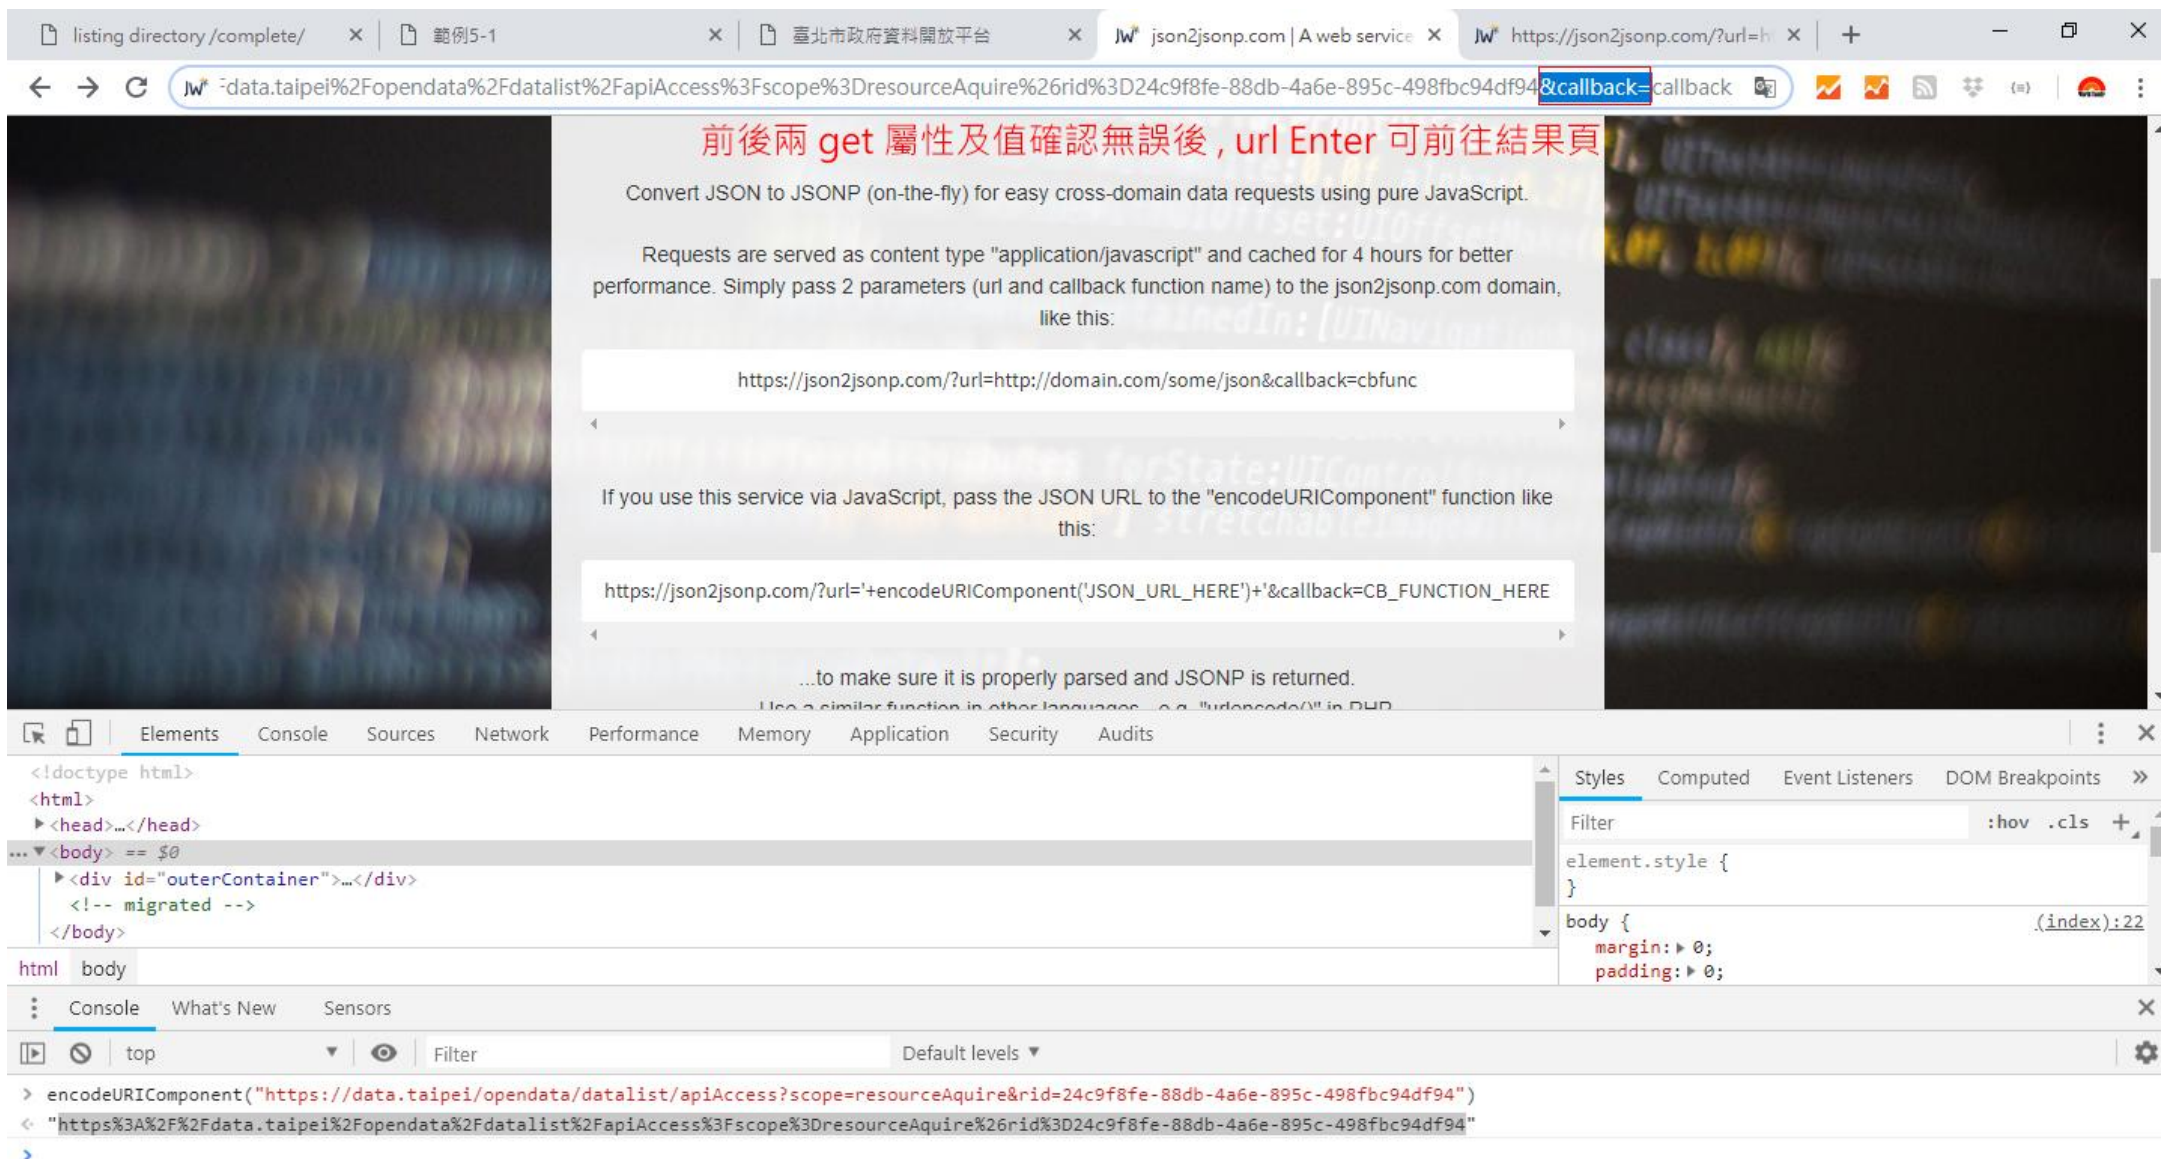 listing directory /complete/
範例5-1
臺北市政府資料開放平台
json2jsonp.com | A web service
https://json2jsonp.com/?url=h
data.taipei%2Fopendata%2Fdatalist%2FapiAccess%3Fscope%3DresourceAquire%26rid%3D24c9f8fe-88db-4a6e-895c-498fbc94df94&callback=callback
前後兩 get 屬性及值確認無誤後 , url Enter 可前往結果頁
Convert JSON to JSONP (on-the-fly) for easy cross-domain data requests using pure JavaScript.
Requests are served as content type "application/javascript" and cached for 4 hours for better
performance. Simply pass 2 parameters (url and callback function name) to the json2jsonp.com domain,
like this:
https://json2jsonp.com/?url=http://domain.com/some/json&callback=cbfunc
If you use this service via JavaScript, pass the JSON URL to the "encodeURIComponent" function like
this:
https://json2jsonp.com/?url='+encodeURIComponent('JSON_URL_HERE')+'&callback=CB_FUNCTION_HERE
...to make sure it is properly parsed and JSONP is returned.
Use a similar function in other languages... e.g. "urlencode()" in PHP
Elements Console Sources Network Performance Memory Application Security Audits
<!doctype html>
<html>
<head>…</head>
<body> == $0
<div id="outerContainer">…</div>
<!-- migrated -->
</body>
html body
Styles Computed Event Listeners DOM Breakpoints »
Filter :hov .cls +
element.style {
}
body { (index):22
margin: 0;
padding: 0;
Console What's New Sensors
top Filter Default levels
> encodeURIComponent("https://data.taipei/opendata/datalist/apiAccess?scope=resourceAquire&rid=24c9f8fe-88db-4a6e-895c-498fbc94df94")
"https%3A%2F%2Fdata.taipei%2Fopendata%2Fdatalist%2FapiAccess%3Fscope%3DresourceAquire%26rid%3D24c9f8fe-88db-4a6e-895c-498fbc94df94"